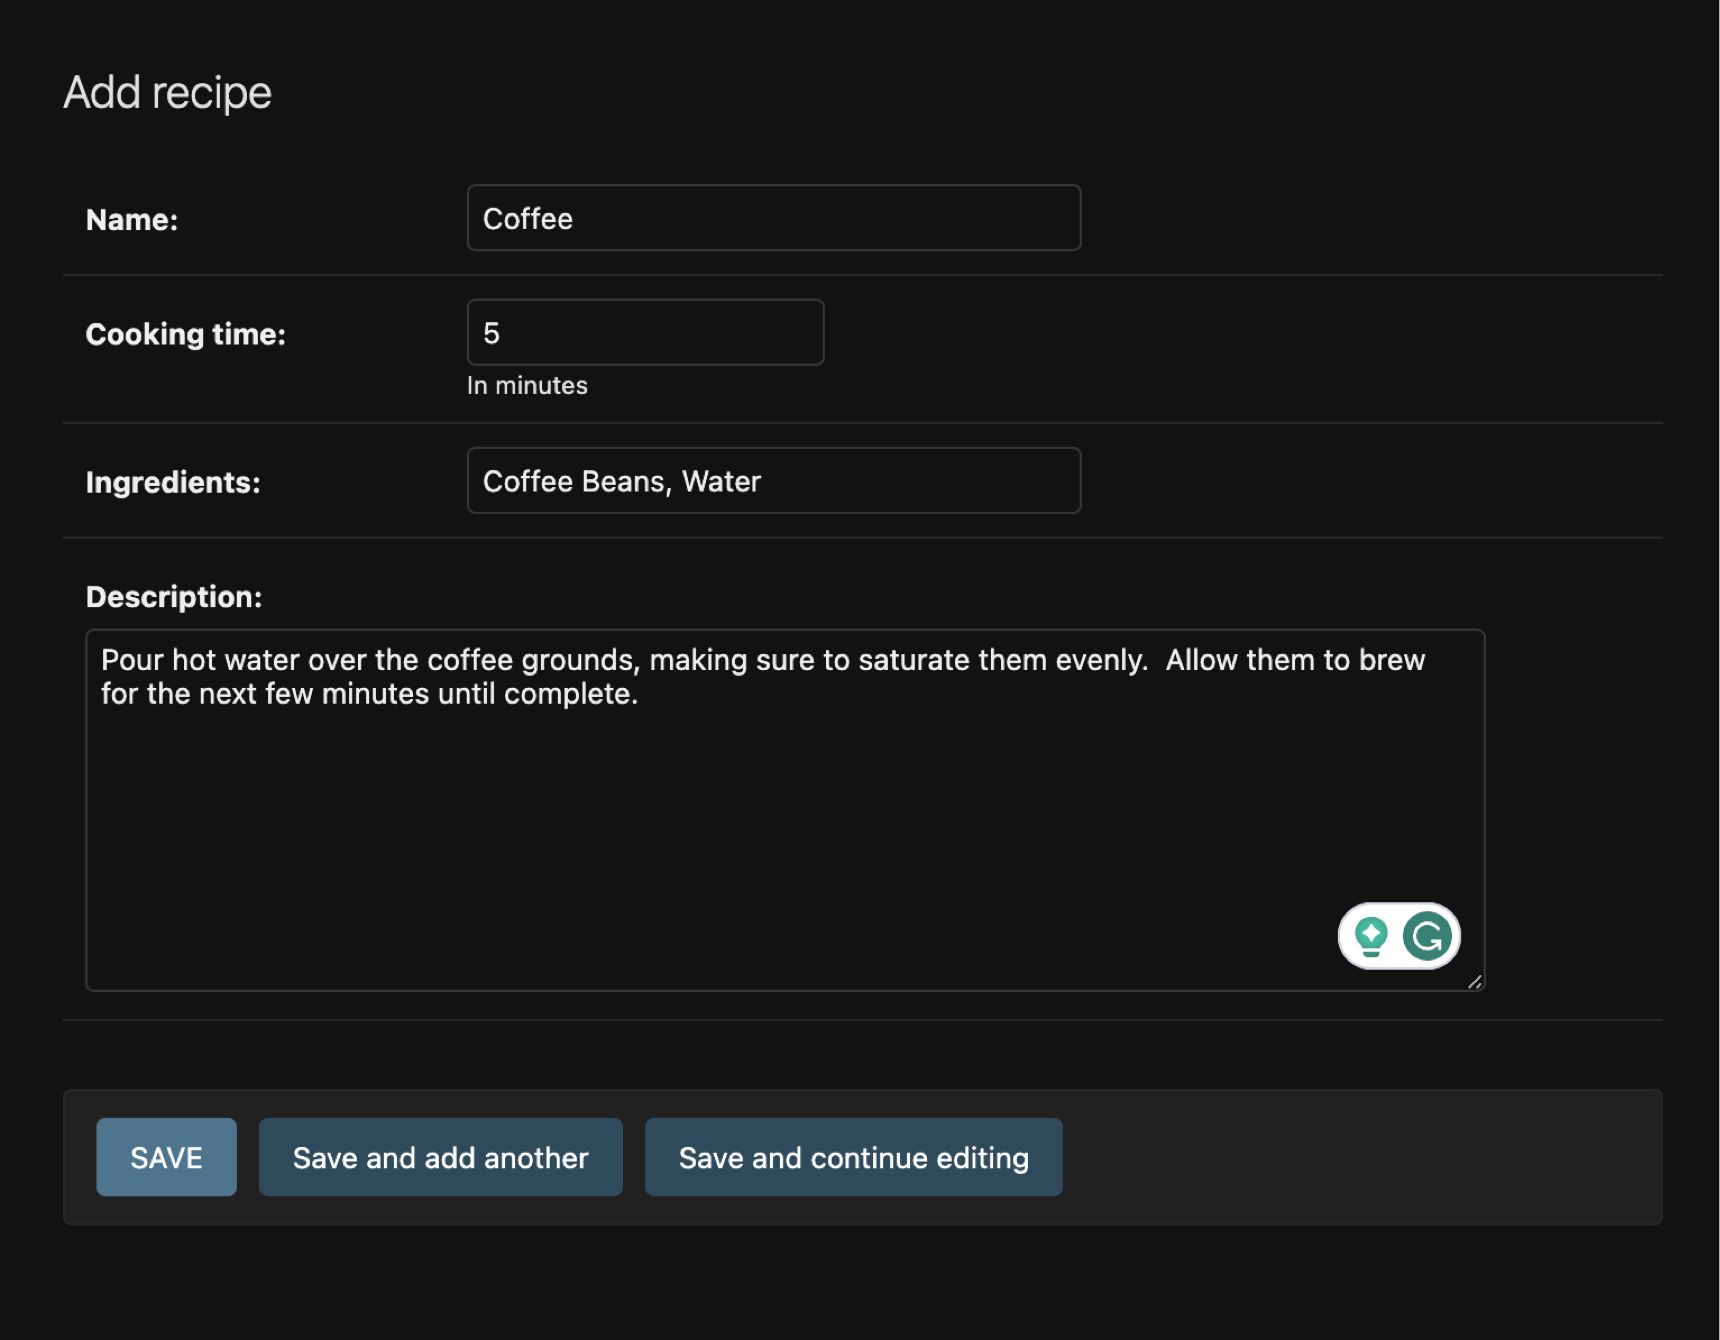 Add recipe
Name:
Coffee
Cooking time:
5
In minutes
Ingredients:
Coffee Beans, Water
Description:
Pour hot water over the coffee grounds, making sure to saturate them evenly.  Allow them to brew
for the next few minutes until complete.
SAVE
Save and add another
Save and continue editing